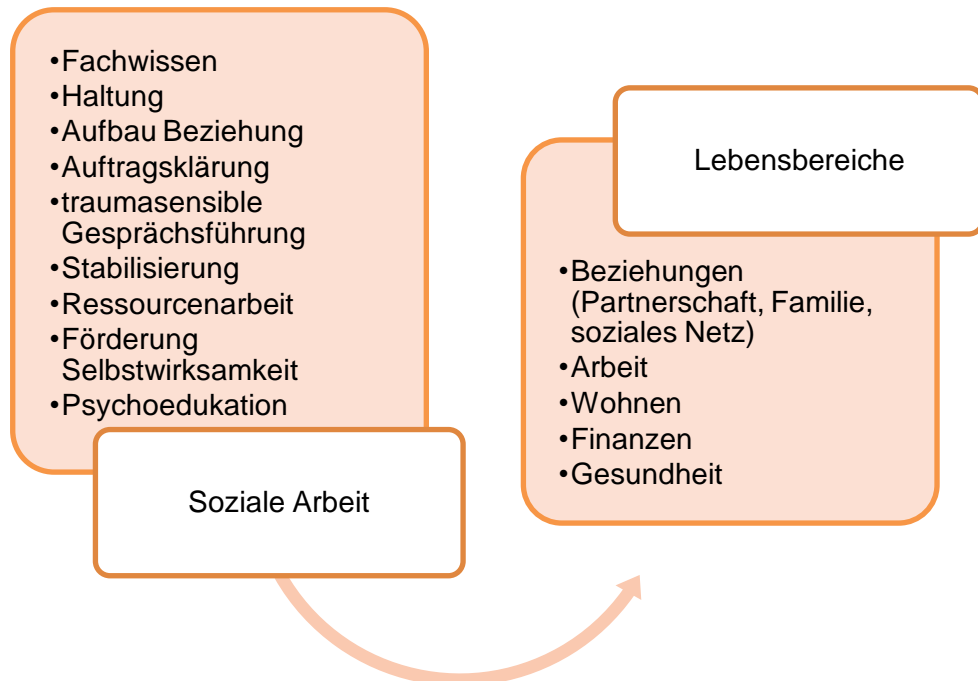 •Fachwissen
•Haltung
•Aufbau Beziehung
•Auftragsklärung
•traumasensible
Gesprächsführung
•Stabilisierung
•Ressourcenarbeit
•Förderung
Selbstwirksamkeit
•Psychoedukation
Soziale Arbeit
Lebensbereiche
•Beziehungen
(Partnerschaft, Familie,
soziales Netz)
•Arbeit
•Wohnen
•Finanzen
•Gesundheit